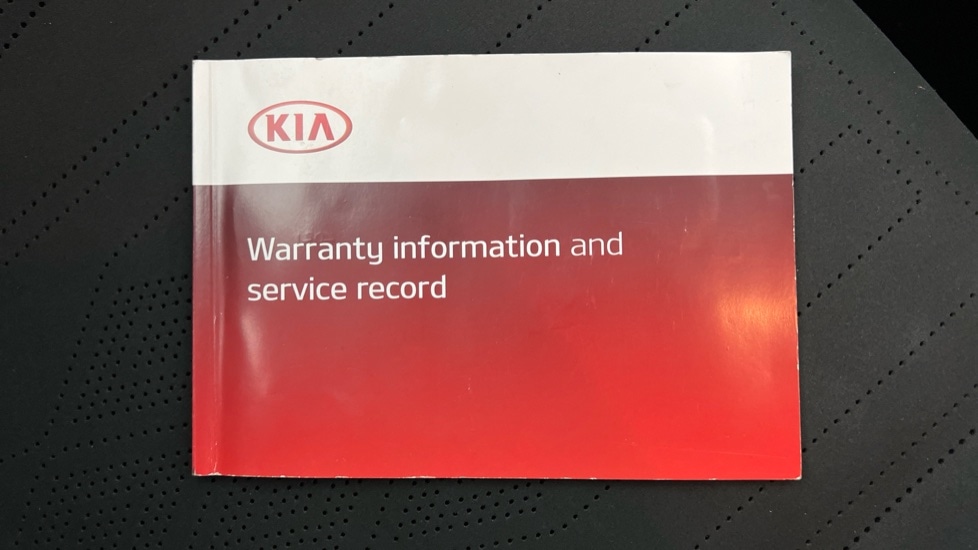 KIA
Warranty information and
service record